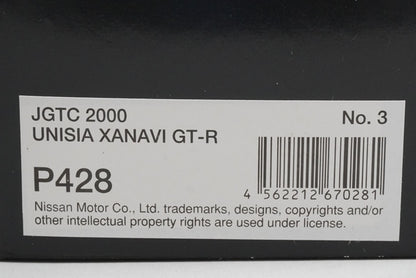 JGTC 2000 No. 3
UNISIA XANAVI GT-R
P428
4 562212 670281
Nissan Motor Co., Ltd. trademarks, designs, copyrights and/or
other intellectual property rights are used under license.